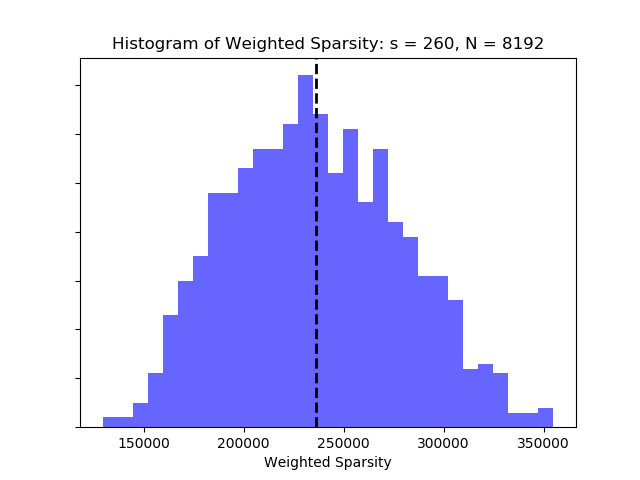 Histogram of Weighted Sparsity: s = 260, N = 8192
150000 200000 250000 300000 350000
Weighted Sparsity